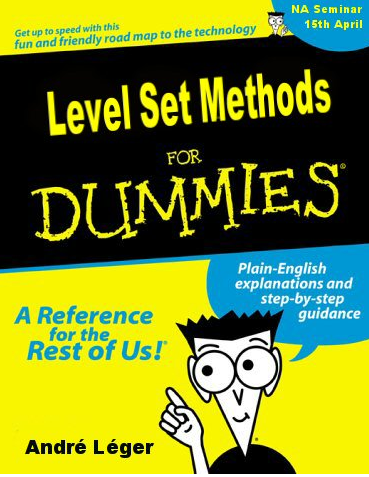 Get up to speed with this
fun and friendly road map to the technology
NA Seminar
15th April
Level Set Methods
FOR
DUMMIES®
Plain-English
explanations and
step-by-step
guidance
A Reference
for the
Rest of Us!®
André Léger